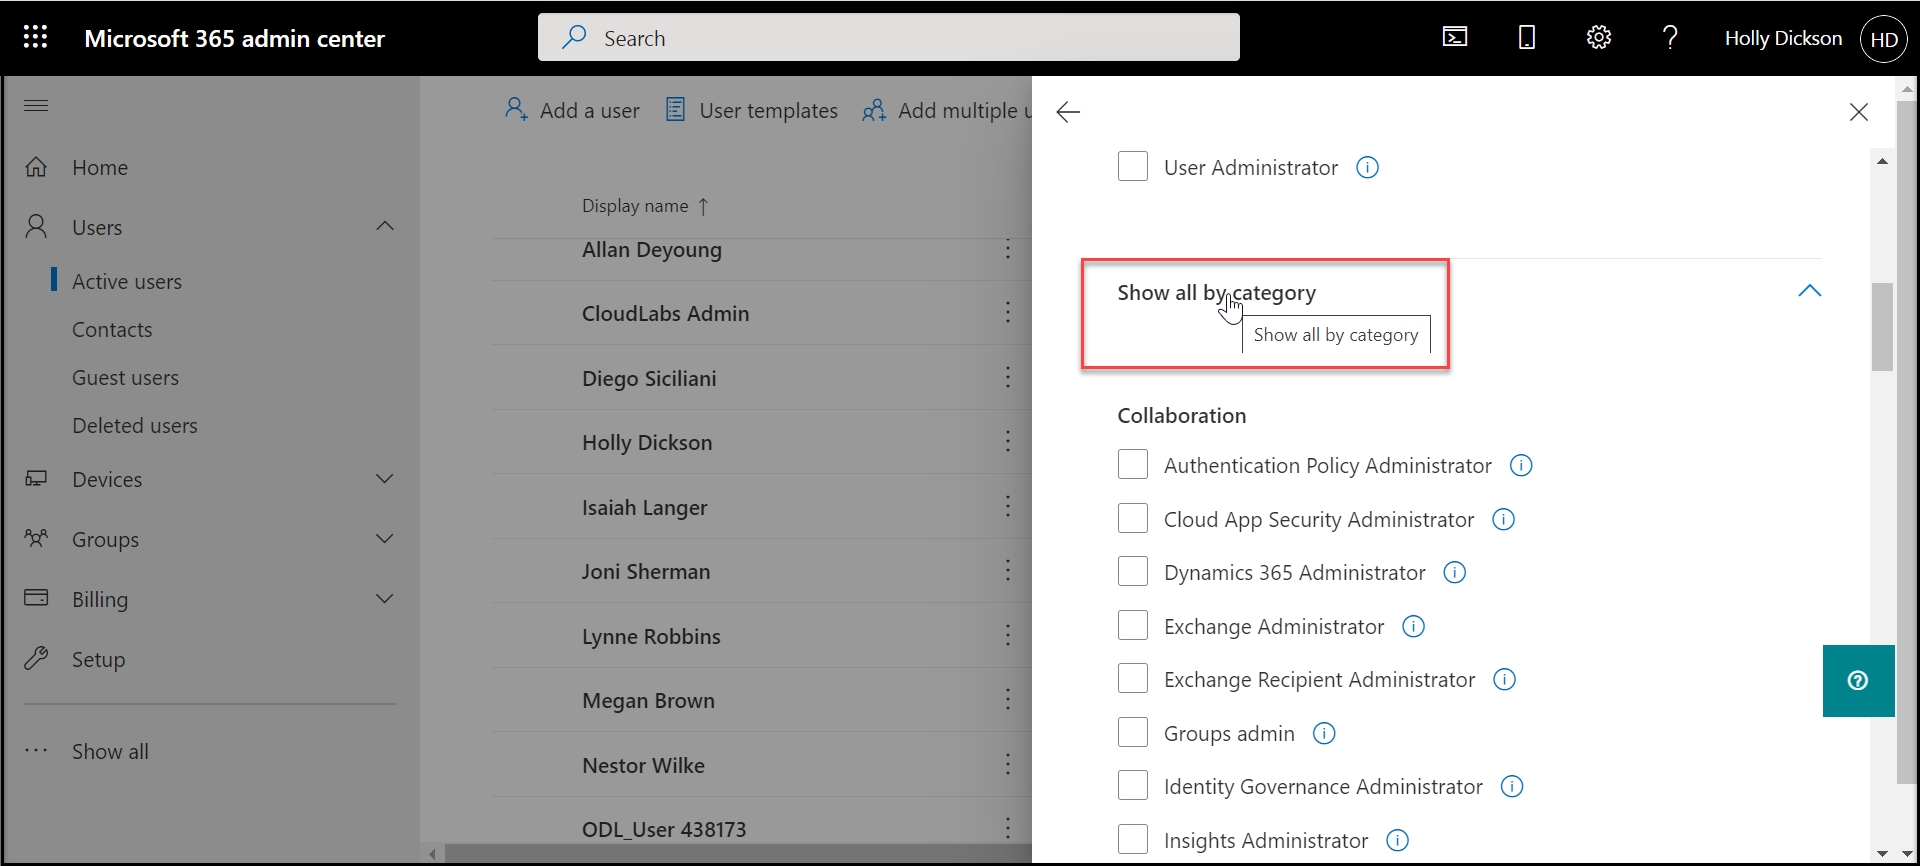 Microsoft 365 admin center
Search
Holly Dickson
HD
Home
Users
Active users
Contacts
Guest users
Deleted users
Devices
Groups
Billing
Setup
Show all
Add a user
User templates
Add multiple u
Display name ↑
Allan Deyoung
CloudLabs Admin
Diego Siciliani
Holly Dickson
Isaiah Langer
Joni Sherman
Lynne Robbins
Megan Brown
Nestor Wilke
ODL_User 438173
User Administrator
Show all by category
Show all by category
Collaboration
Authentication Policy Administrator
Cloud App Security Administrator
Dynamics 365 Administrator
Exchange Administrator
Exchange Recipient Administrator
Groups admin
Identity Governance Administrator
Insights Administrator